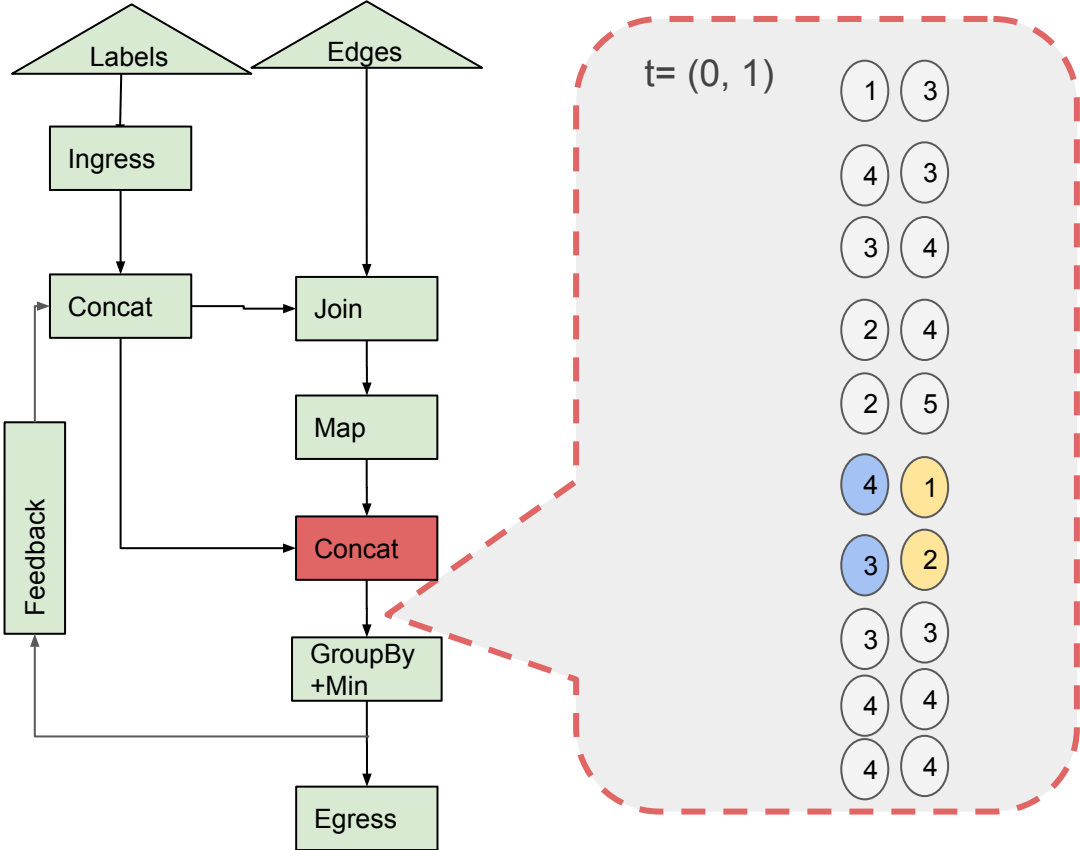 Labels
Edges
t= (0, 1)
Ingress
Concat
Join
Map
Feedback
Concat
GroupBy
+Min
Egress
1 3
4 3
3 4
2 4
2 5
4 1
3 2
3 3
4 4
4 4